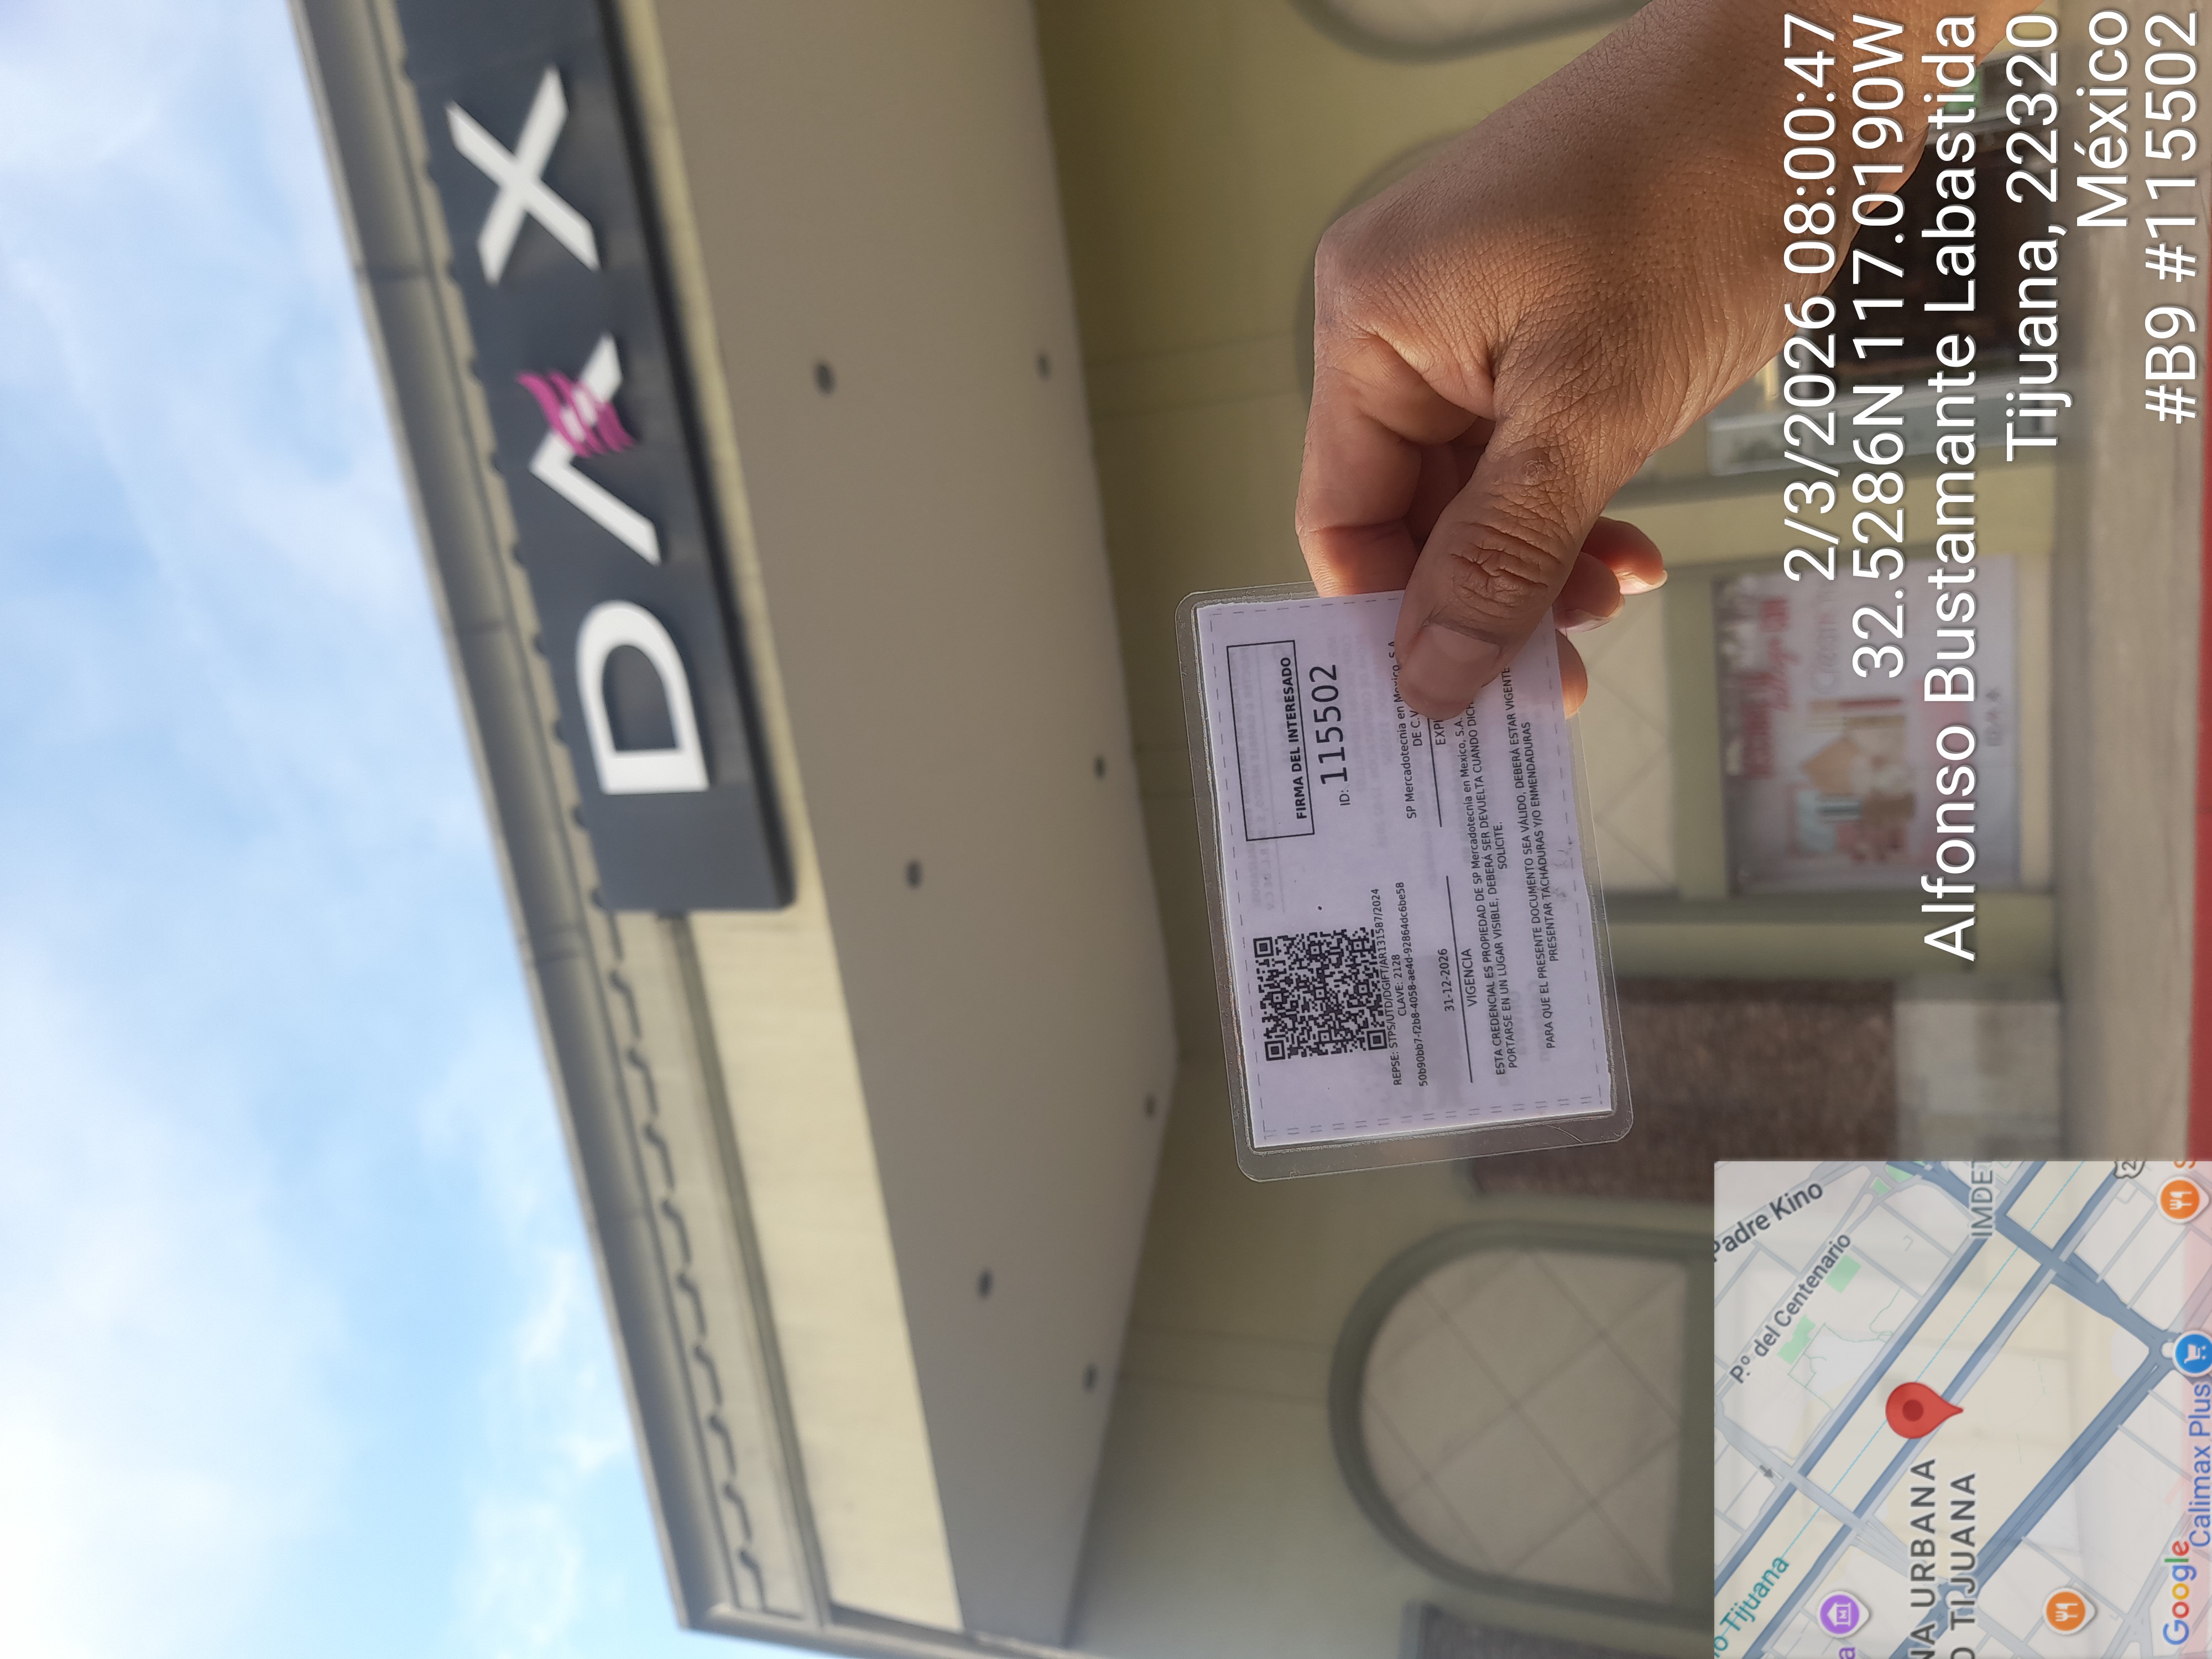 DAX
FIRMA DEL INTERESADO
ID: 115502
REPSE: STPS/UTD/DGIFT/AR131587/2024
CLAVE: 2128
50b90bb7-f2b8-4058-ae4d-92864dc6be58
SP Mercadotecnia en Mexico, S.A.
DE C.V.
31-12-2026
VIGENCIA
ESTA CREDENCIAL ES PROPIEDAD DE SP Mercadotecnia en Mexico, S.A.
PORTARSE EN UN LUGAR VISIBLE. DEBERÁ SER DEVUELTA CUANDO
SOLICITE.
PARA QUE EL PRESENTE DOCUMENTO SEA VÁLIDO, DEBERÁ ESTAR VIGENTE
PRESENTAR TACHADURAS Y/O ENMENDADURAS
2/3/2026 08:00:47
32.5286N 117.0190W
Alfonso Bustamante Labastida
Tijuana, 22320
México
#B9 #115502
Padre Kino
P.º del Centenario
IMDET
URBANA
TIJUANA
Tijuana
Calimax Plus
Google